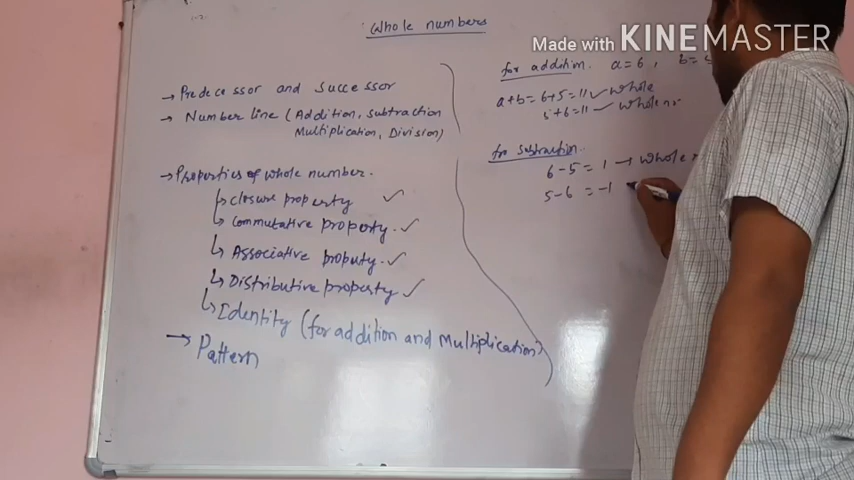 Whole numbers
→ Predecessor and successor
→ Number line (Addition, subtraction
Multiplication, Division)
→ Properties of whole number.
↳ closure property ✓
↳ Commutative property. ✓
↳ Associative property. ✓
↳ Distributive property ✓
↳ Identity (for addition and Multiplication)
→ Pattern
Made with KINEMASTER
for addition. a = 6, b =
a+b = 6+5 = 11 ✓ whole
5+6 = 11 ✓ whole no.
for subtraction.
6-5 = 1 → whole
5-6 = -1